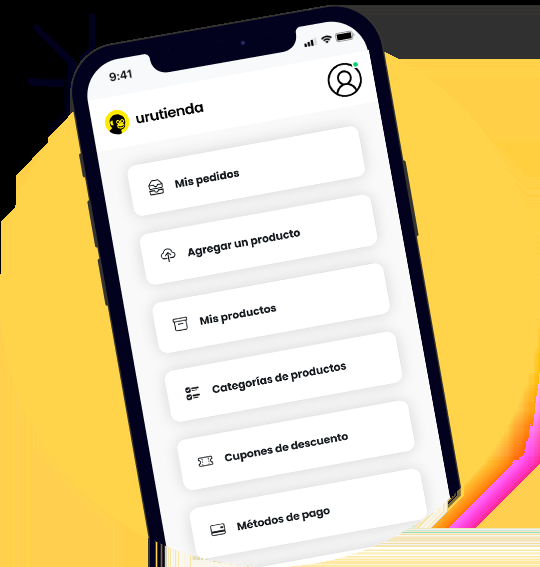 9:41
urutienda
Mis pedidos
Agregar un producto
Mis productos
Categorías de productos
Cupones de descuento
Métodos de pago